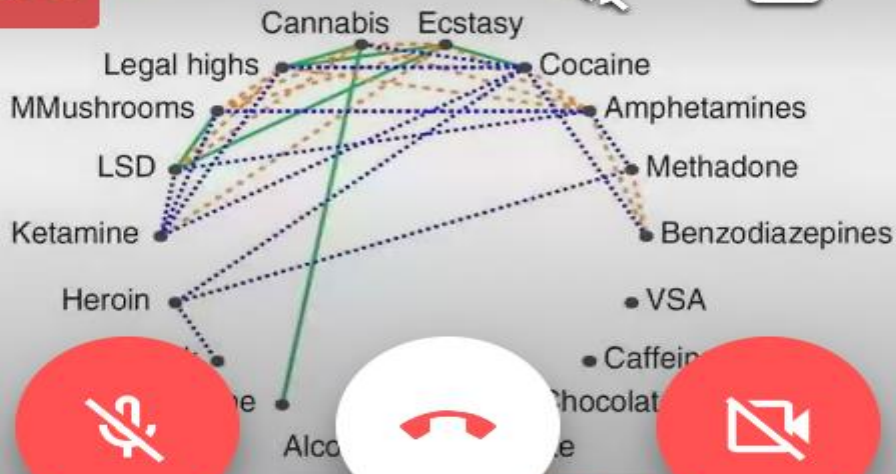 Cannabis Ecstasy
Legal highs Cocaine
MMushrooms Amphetamines
LSD Methadone
Ketamine Benzodiazepines
Heroin VSA